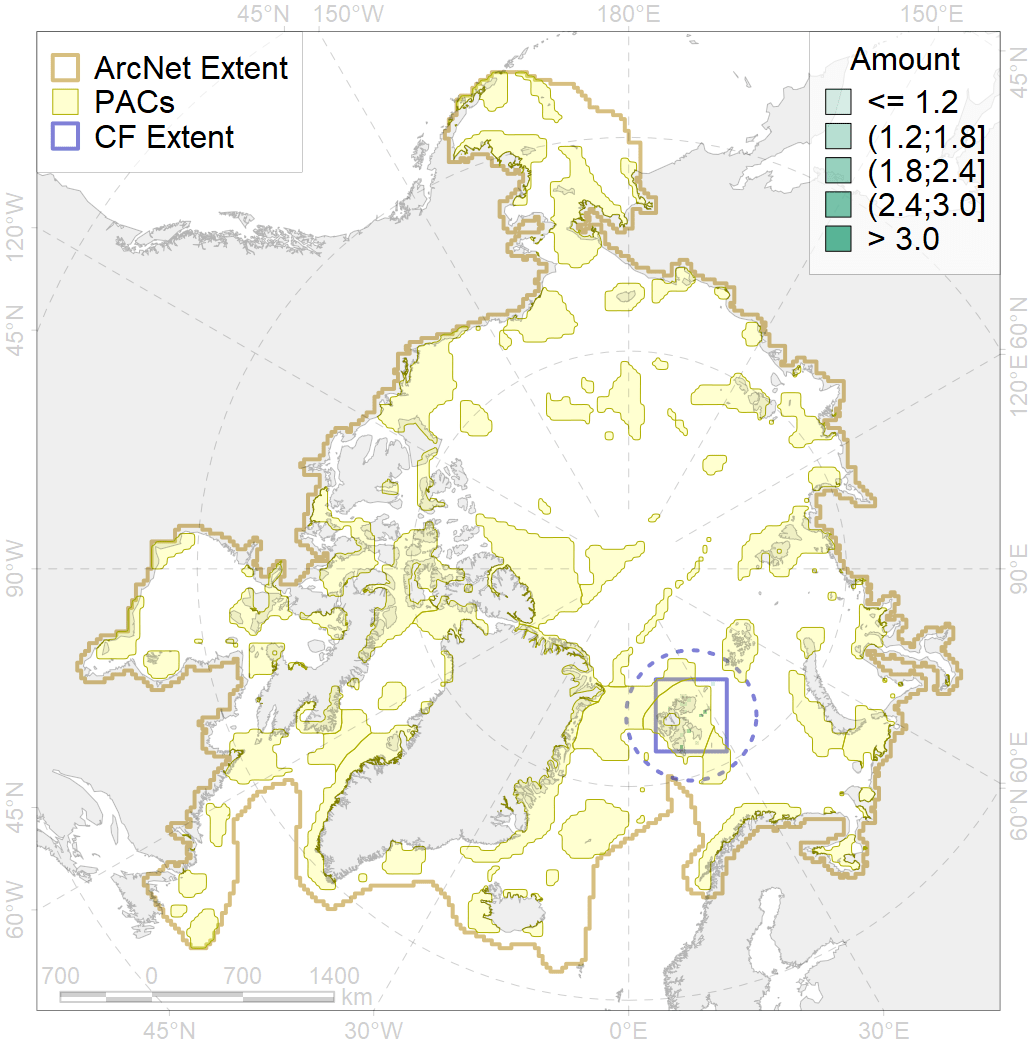 45°N 150°W 180°E 150°E
ArcNet Extent
PACs
CF Extent
Amount
<= 1.2
(1.2;1.8]
(1.8;2.4]
(2.4;3.0]
> 3.0
45°N
120°W
45°N
60°N
120°E
90°W
90°E
45°N
60°E
60°N
60°W
700 0 700 1400
km
45°N 30°W 0°E 30°E